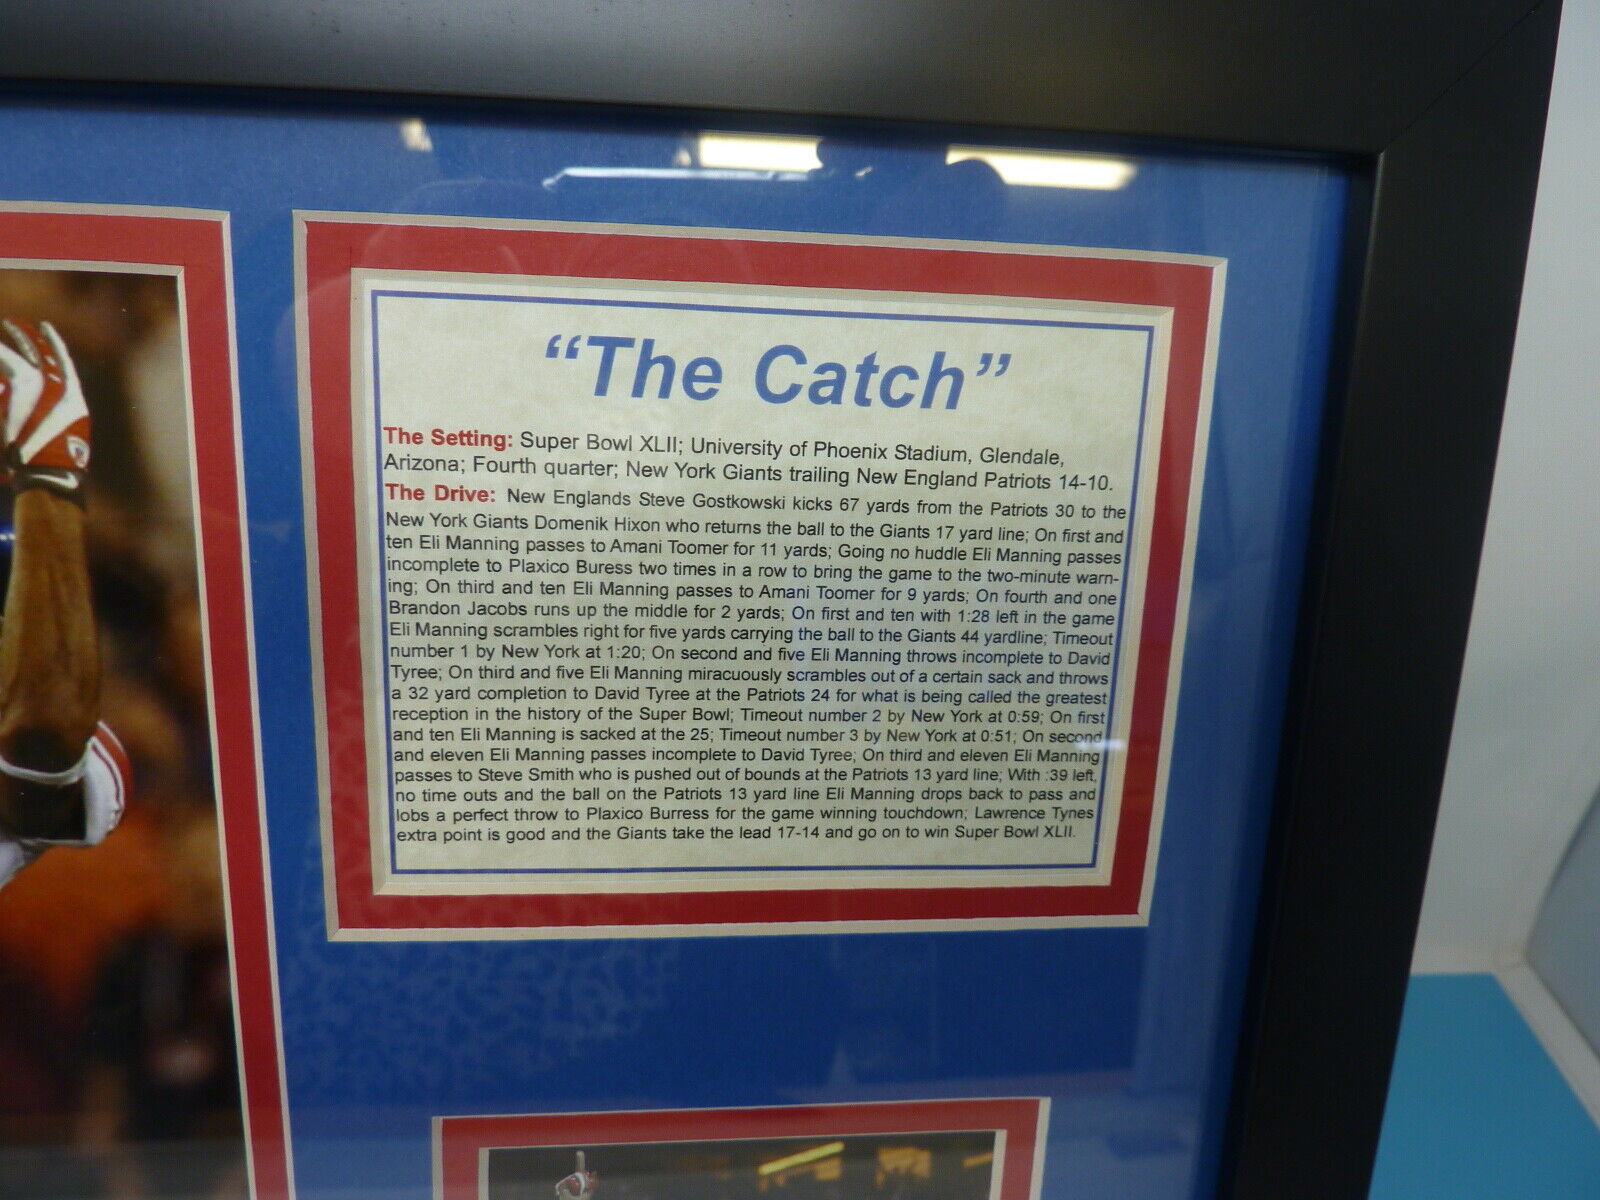 “The Catch”
The Setting: Super Bowl XLII; University of Phoenix Stadium, Glendale,
Arizona; Fourth quarter; New York Giants trailing New England Patriots 14-10.
The Drive: New Englands Steve Gostkowski kicks 67 yards from the Patriots 30 to the
New York Giants Domenik Hixon who returns the ball to the Giants 17 yard line; On first and
ten Eli Manning passes to Amani Toomer for 11 yards; Going no huddle Eli Manning passes
incomplete to Plaxico Buress two times in a row to bring the game to the two-minute warn-
ing; On third and ten Eli Manning passes to Amani Toomer for 9 yards; On fourth and one
Brandon Jacobs runs up the middle for 2 yards; On first and ten with 1:28 left in the game
Eli Manning scrambles right for five yards carrying the ball to the Giants 44 yardline; Timeout
number 1 by New York at 1:20; On second and five Eli Manning throws incomplete to David
Tyree; On third and five Eli Manning miracuously scrambles out of a certain sack and throws
a 32 yard completion to David Tyree at the Patriots 24 for what is being called the greatest
reception in the history of the Super Bowl; Timeout number 2 by New York at 0:59; On first
and ten Eli Manning is sacked at the 25; Timeout number 3 by New York at 0:51; On second
and eleven Eli Manning passes incomplete to David Tyree; On third and eleven Eli Manning
passes to Steve Smith who is pushed out of bounds at the Patriots 13 yard line; With :39 left,
no time outs and the ball on the Patriots 13 yard line Eli Manning drops back to pass and
lobs a perfect throw to Plaxico Burress for the game winning touchdown; Lawrence Tynes
extra point is good and the Giants take the lead 17-14 and go on to win Super Bowl XLII.